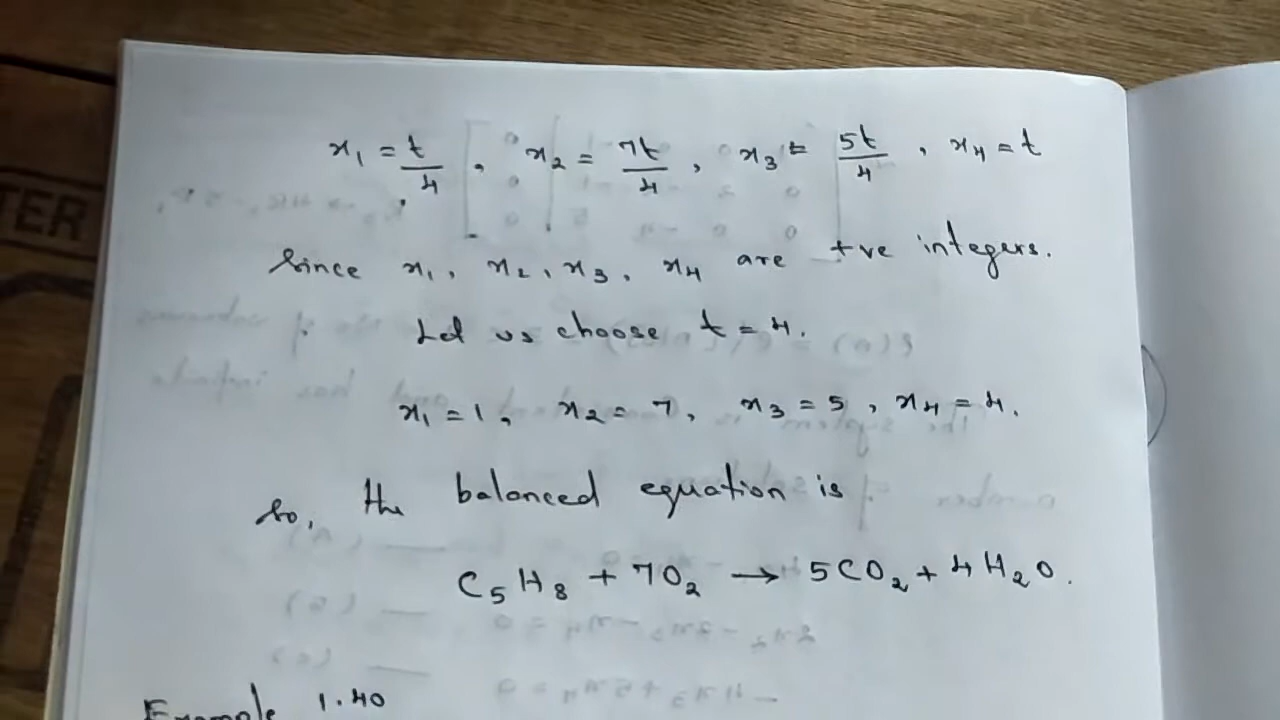 x₁ = t/4, x₂ = 7t/4, x₃ = 5t/4, x₄ = t
Since x₁, x₂, x₃, x₄ are +ve integers.
Let us choose t = 4.
x₁ = 1, x₂ = 7, x₃ = 5, x₄ = 4.
So, the balanced equation is
C₅H₈ + 7O₂ → 5CO₂ + 4H₂O.
Example 1.40
TER